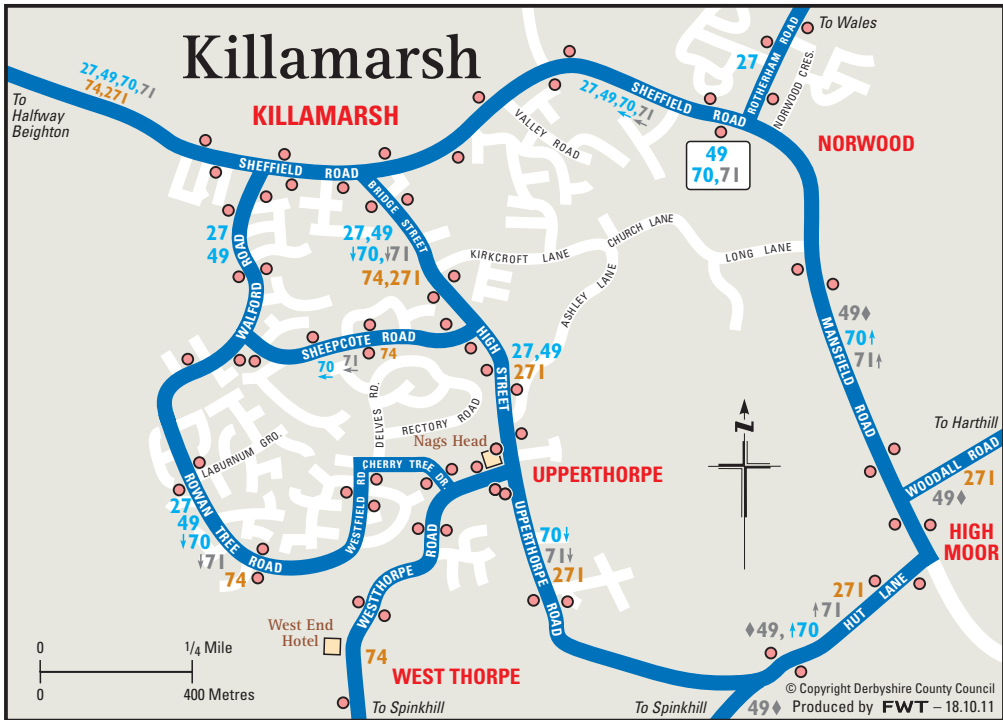 Killamarsh
KILLAMARSH
To
Halfway
Beighton
27,49,70,71
74,271
SHEFFIELD ROAD
VALLEY ROAD
27,49,70,71
← ←
SHEFFIELD ROAD
27
ROTHERHAM ROAD
To Wales
NORWOOD CRES.
NORWOOD
49
70,71
27
49
WALFORD ROAD
BRIDGE STREET
27,49
↓70,↓71
74,271
KIRKCROFT LANE
CHURCH LANE
ASHLEY LANE
LONG LANE
SHEEPCOTE ROAD
70
←
71
←
74
HIGH STREET
27,49
271
49♦
70↑
71↑
MANSFIELD ROAD
DELVES RD.
RECTORY ROAD
Nags Head
LABURNUM GRO.
CHERRY TREE DR.
WESTFIELD RD
UPPERTHORPE
N
To Harthill
WOODALL ROAD
271
49♦
HIGH
MOOR
27
49
↓70
↓71
ROWAN TREE ROAD
74
WESTTHORPE ROAD
70↓
71↓
271
UPPERTHORPE ROAD
271
↑71
♦49, ↑70
HUT LANE
West End
Hotel
74
WEST THORPE
To Spinkhill
To Spinkhill
49♦
0 1/4 Mile
0 400 Metres
© Copyright Derbyshire County Council
Produced by FWT – 18.10.11